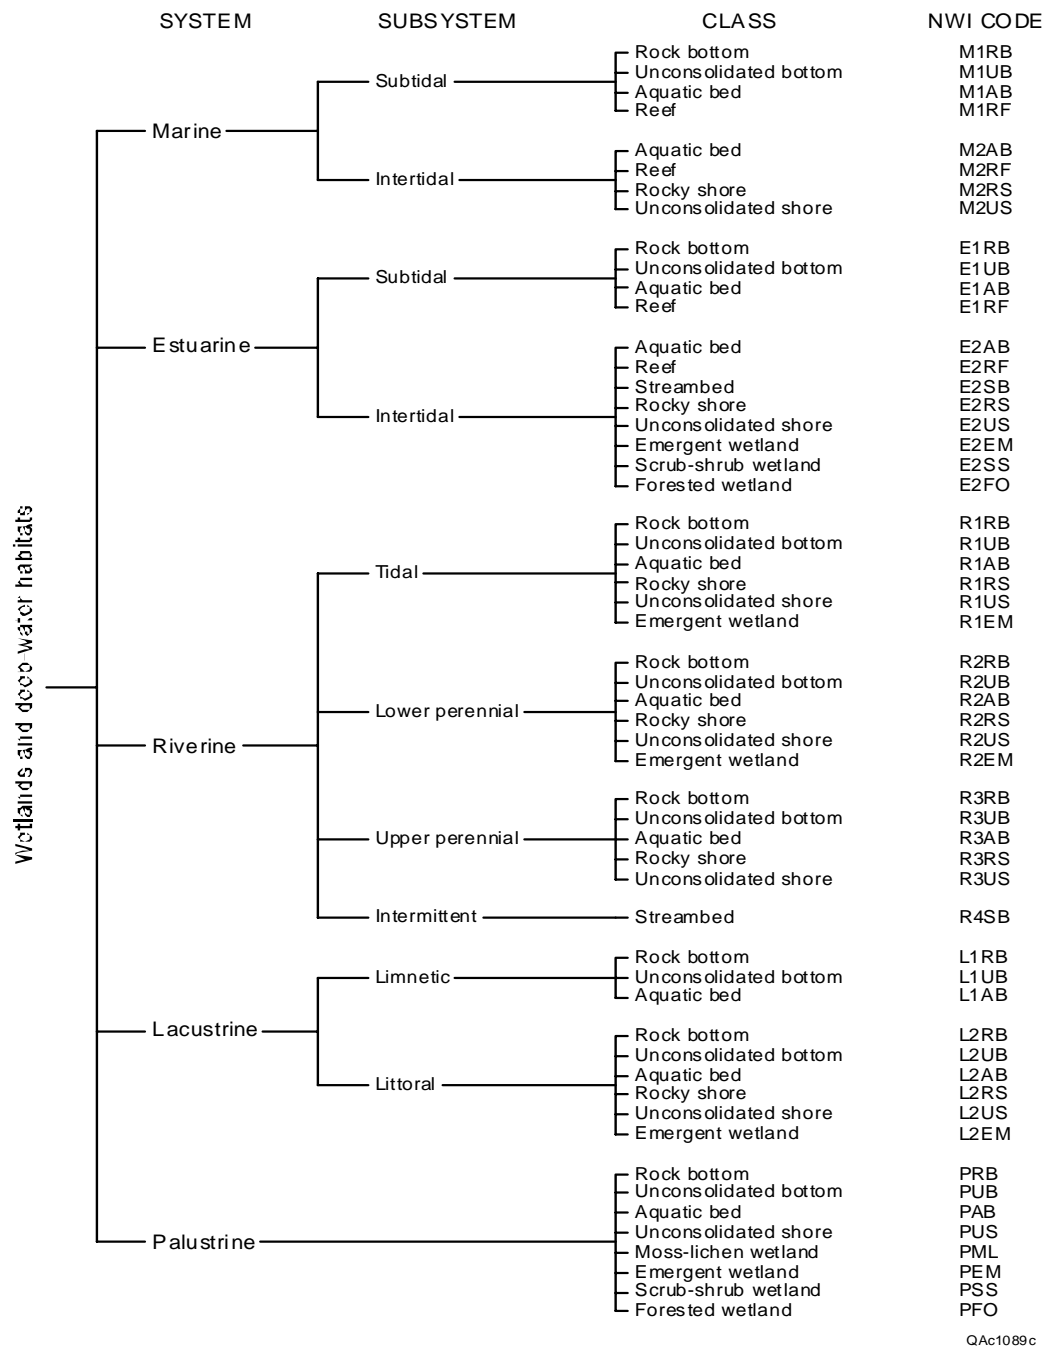 SYSTEM SUBSYSTEM CLASS NWI CODE
Rock bottom M1RB
Unconsolidated bottom M1UB
Subtidal
Aquatic bed M1AB
Reef M1RF
Marine
Aquatic bed M2AB
Reef M2RF
Intertidal
Rocky shore M2RS
Unconsolidated shore M2US
Rock bottom E1RB
Unconsolidated bottom E1UB
Subtidal
Aquatic bed E1AB
Reef E1RF
Estuarine
Aquatic bed E2AB
Reef E2RF
Streambed E2SB
Rocky shore E2RS
Intertidal
Unconsolidated shore E2US
Emergent wetland E2EM
Scrub-shrub wetland E2SS
Forested wetland E2FO
Wetlands and deep-water habitats
Rock bottom R1RB
Unconsolidated bottom R1UB
Aquatic bed R1AB
Tidal
Rocky shore R1RS
Unconsolidated shore R1US
Emergent wetland R1EM
Rock bottom R2RB
Unconsolidated bottom R2UB
Aquatic bed R2AB
Lower perennial
Rocky shore R2RS
Unconsolidated shore R2US
Riverine
Emergent wetland R2EM
Rock bottom R3RB
Unconsolidated bottom R3UB
Upper perennial Aquatic bed R3AB
Rocky shore R3RS
Unconsolidated shore R3US
Intermittent Streambed R4SB
Rock bottom L1RB
Limnetic Unconsolidated bottom L1UB
Aquatic bed L1AB
Lacustrine
Rock bottom L2RB
Unconsolidated bottom L2UB
Aquatic bed L2AB
Littoral
Rocky shore L2RS
Unconsolidated shore L2US
Emergent wetland L2EM
Rock bottom PRB
Unconsolidated bottom PUB
Aquatic bed PAB
Unconsolidated shore PUS
Palustrine
Moss-lichen wetland PML
Emergent wetland PEM
Scrub-shrub wetland PSS
Forested wetland PFO
QAc1089c